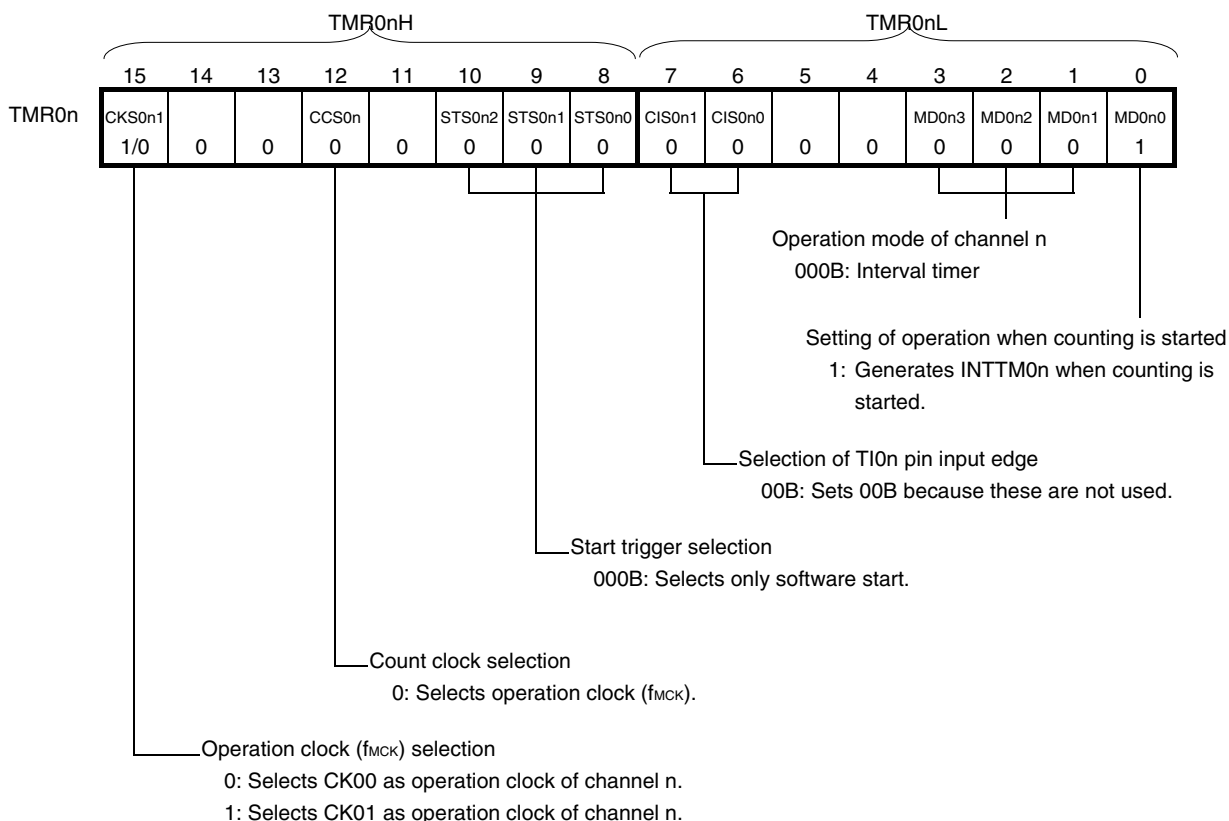 TMR0nH TMR0nL
15 14 13 12 11 10 9 8 7 6 5 4 3 2 1 0
TMR0n CKS0n1 CCS0n STS0n2 STS0n1 STS0n0 CIS0n1 CIS0n0 MD0n3 MD0n2 MD0n1 MD0n0
1/0 0 0 0 0 0 0 0 0 0 0 0 0 0 0 1
Operation mode of channel n
000B: Interval timer
Setting of operation when counting is started
1: Generates INTTM0n when counting is
started.
Selection of TI0n pin input edge
00B: Sets 00B because these are not used.
Start trigger selection
000B: Selects only software start.
Count clock selection
0: Selects operation clock (fMCK).
Operation clock (fMCK) selection
0: Selects CK00 as operation clock of channel n.
1: Selects CK01 as operation clock of channel n.